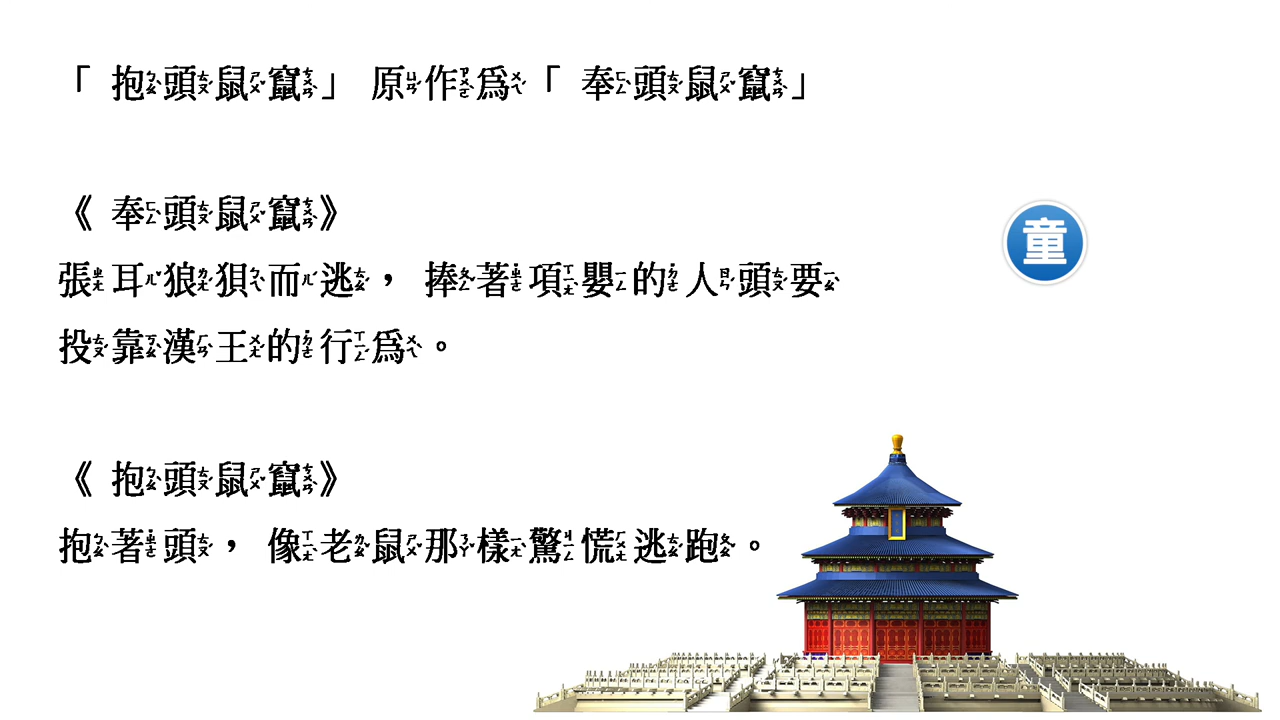 「抱頭鼠竄」原作為「奉頭鼠竄」
《奉頭鼠竄》
張耳狼狽而逃，捧著項嬰的人頭要
投靠漢王的行為。
《抱頭鼠竄》
抱著頭，像老鼠那樣驚慌逃跑。
童